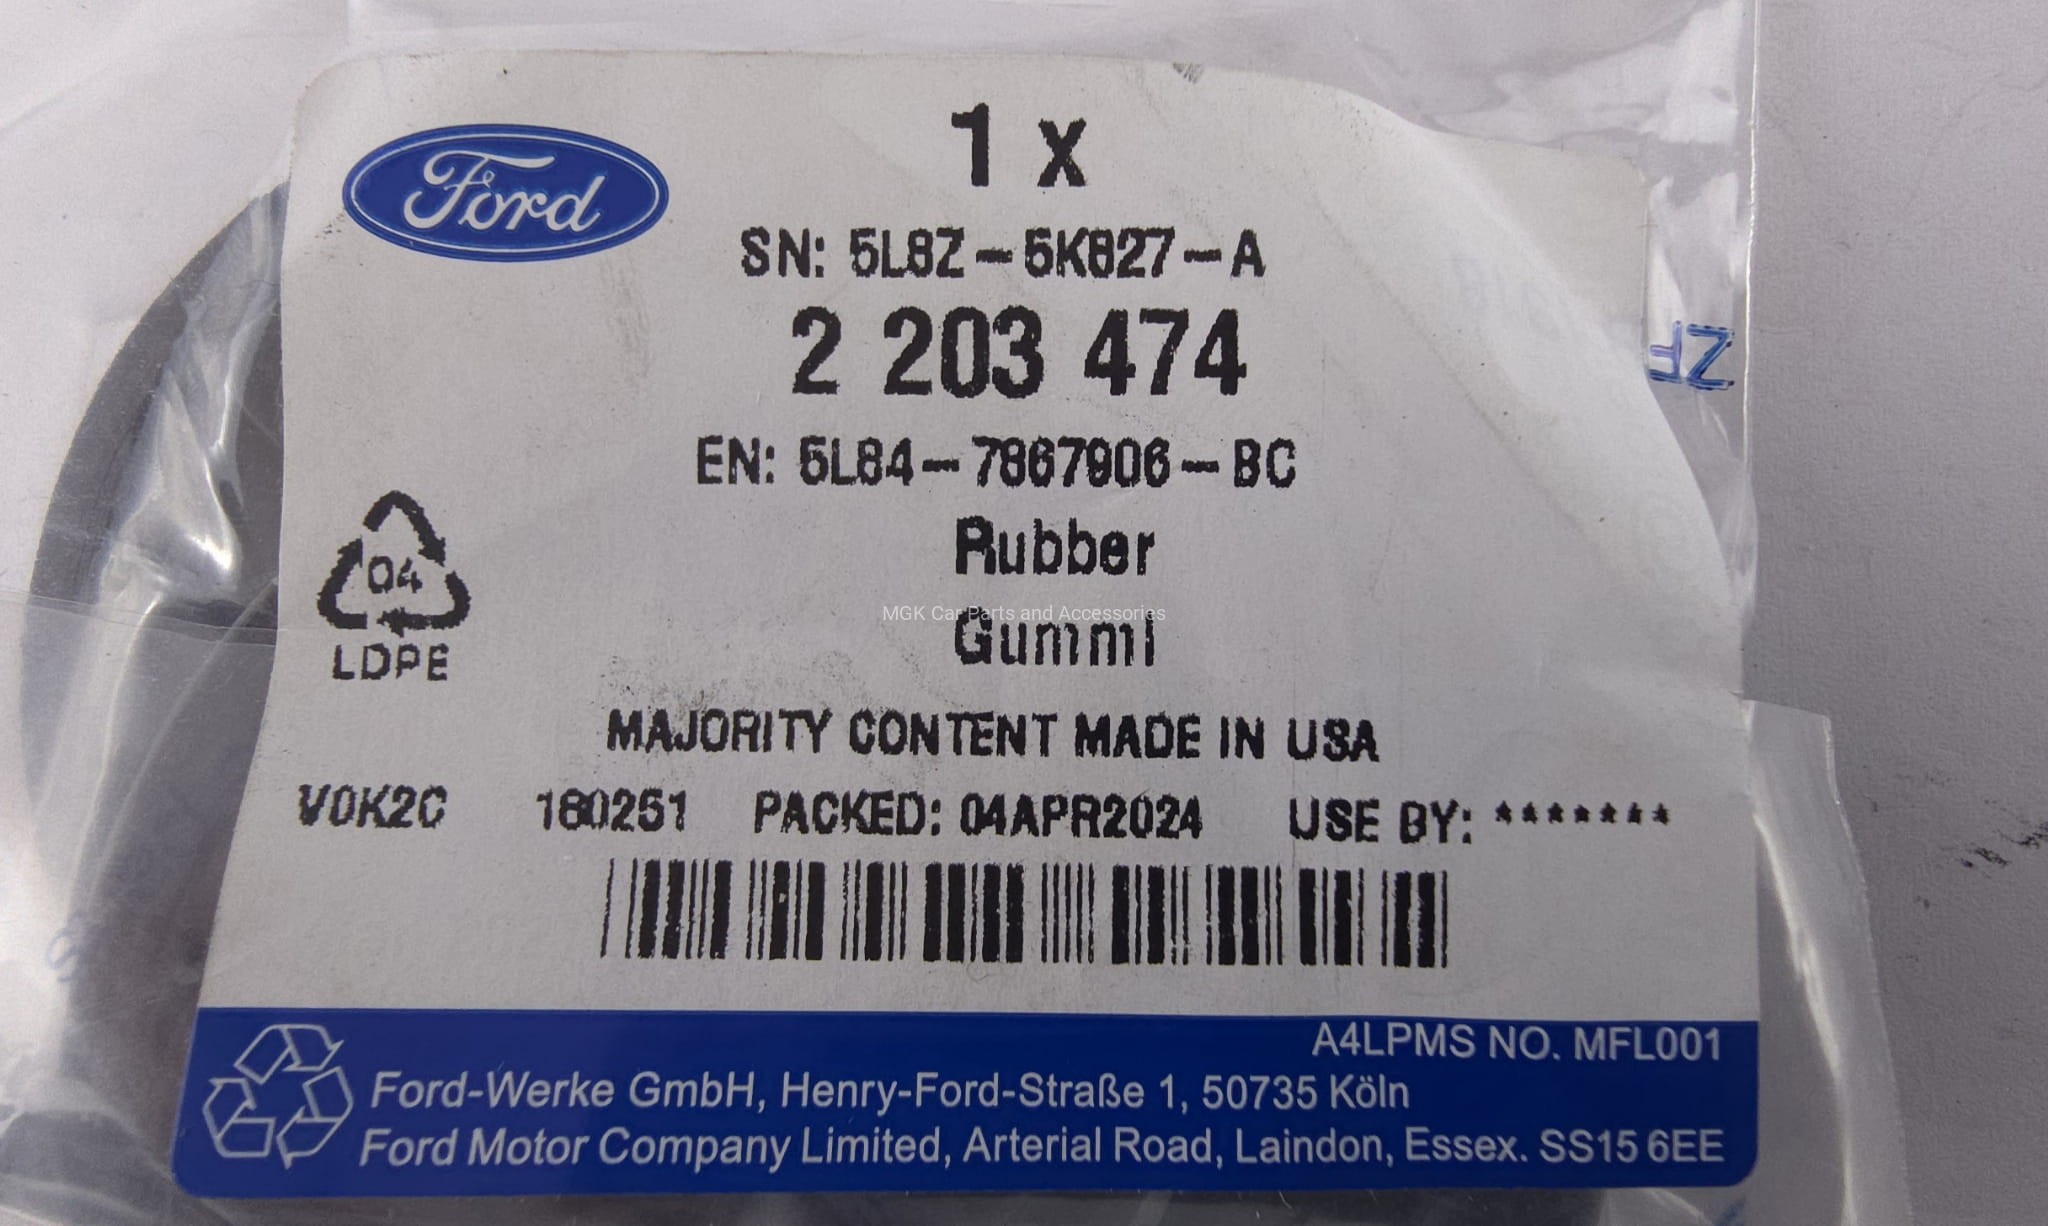 Ford
1 x
SN: 5L8Z-5K827-A
2 203 474
EN: 5L84-7867906-BC
Rubber
MGK Car Parts and Accessories
Gummi
04
LDPE
MAJORITY CONTENT MADE IN USA
V0K2C 180251 PACKED: 04APR2024 USE BY: *******
A4LPMS NO. MFL001
Ford-Werke GmbH, Henry-Ford-Straße 1, 50735 Köln
Ford Motor Company Limited, Arterial Road, Laindon, Essex. SS15 6EE